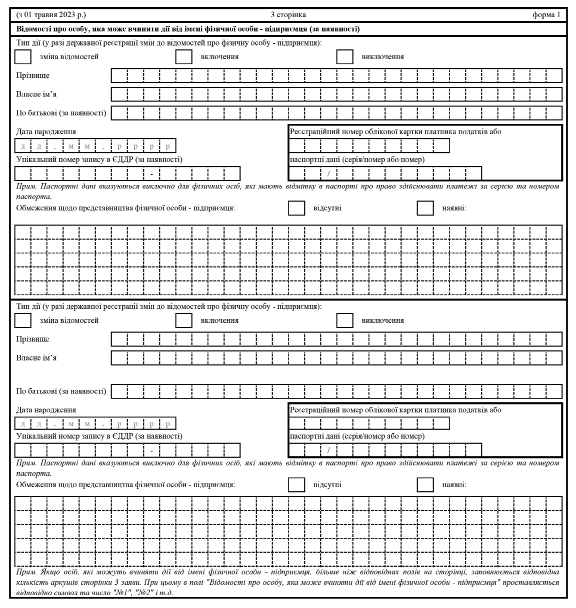 (з 01 травня 2023 р.) 3 сторінка форма 1
Відомості про особу, яка може вчиняти дії від імені фізичної особи - підприємця (за наявності)
Тип дії (у разі державної реєстрації змін до відомостей про фізичну особу - підприємця):
зміна відомостей включення виключення
Прізвище
Власне ім’я
По батькові (за наявності)
Дата народження Реєстраційний номер облікової картки платника податків або
д д . м м . р р р р
Унікальний номер запису в ЄДДР (за наявності) паспортні дані (серія/номер або номер)
- /
Прим. Паспортні дані вказуються виключно для фізичних осіб, які мають відмітку в паспорті про право здійснювати платежі за серією та номером
паспорта.
Обмеження щодо представництва фізичної особи - підприємця: відсутні наявні:
Тип дії (у разі державної реєстрації змін до відомостей про фізичну особу - підприємця):
зміна відомостей включення виключення
Прізвище
Власне ім’я
По батькові (за наявності)
Дата народження Реєстраційний номер облікової картки платника податків або
д д . м м . р р р р
Унікальний номер запису в ЄДДР (за наявності) паспортні дані (серія/номер або номер)
- /
Прим. Паспортні дані вказуються виключно для фізичних осіб, які мають відмітку в паспорті про право здійснювати платежі за серією та номером
паспорта.
Обмеження щодо представництва фізичної особи - підприємця: відсутні наявні:
Прим. Якщо осіб, які можуть вчиняти дії від імені фізичної особи - підприємця, більше ніж відповідних полів на сторінці, заповнюється відповідна
кількість аркушів сторінки 3 заяви. При цьому в полі "Відомості про особу, яка може вчиняти дії від імені фізичної особи - підприємця" проставляється
відповідно символ та число "№1", "№2" і т.д.